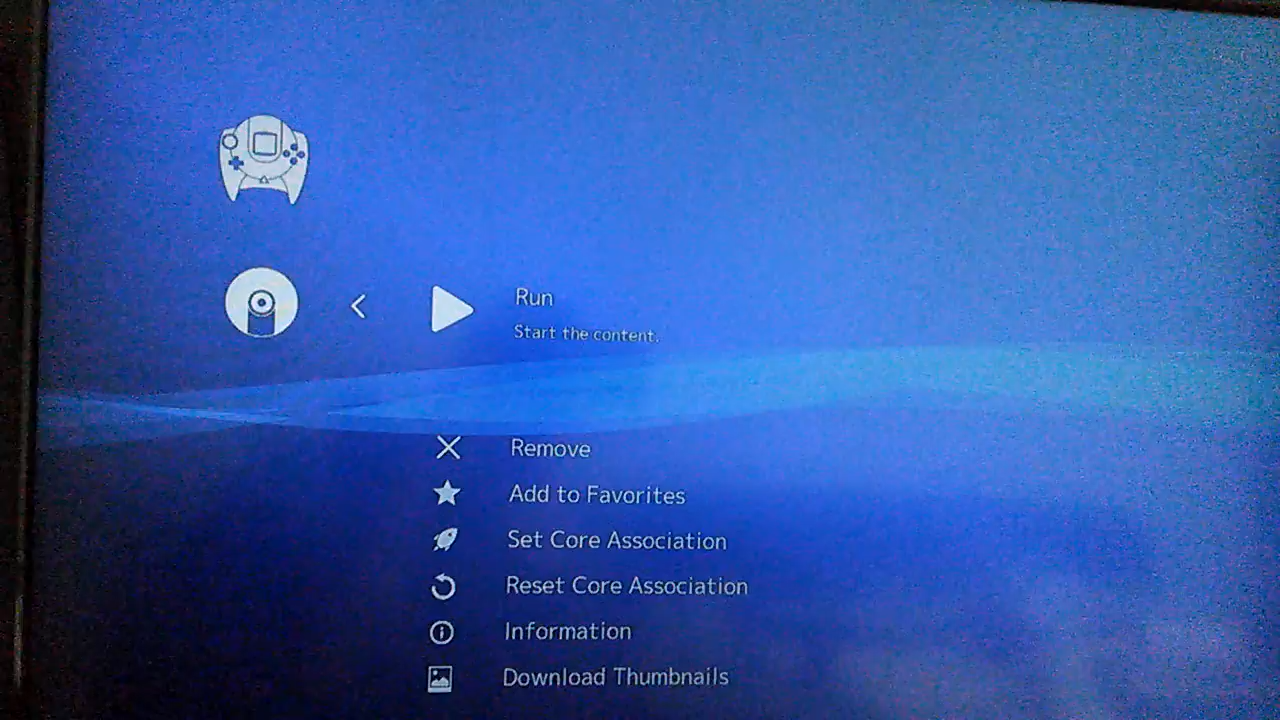 Run
Start the content.
Remove
Add to Favorites
Set Core Association
Reset Core Association
Information
Download Thumbnails